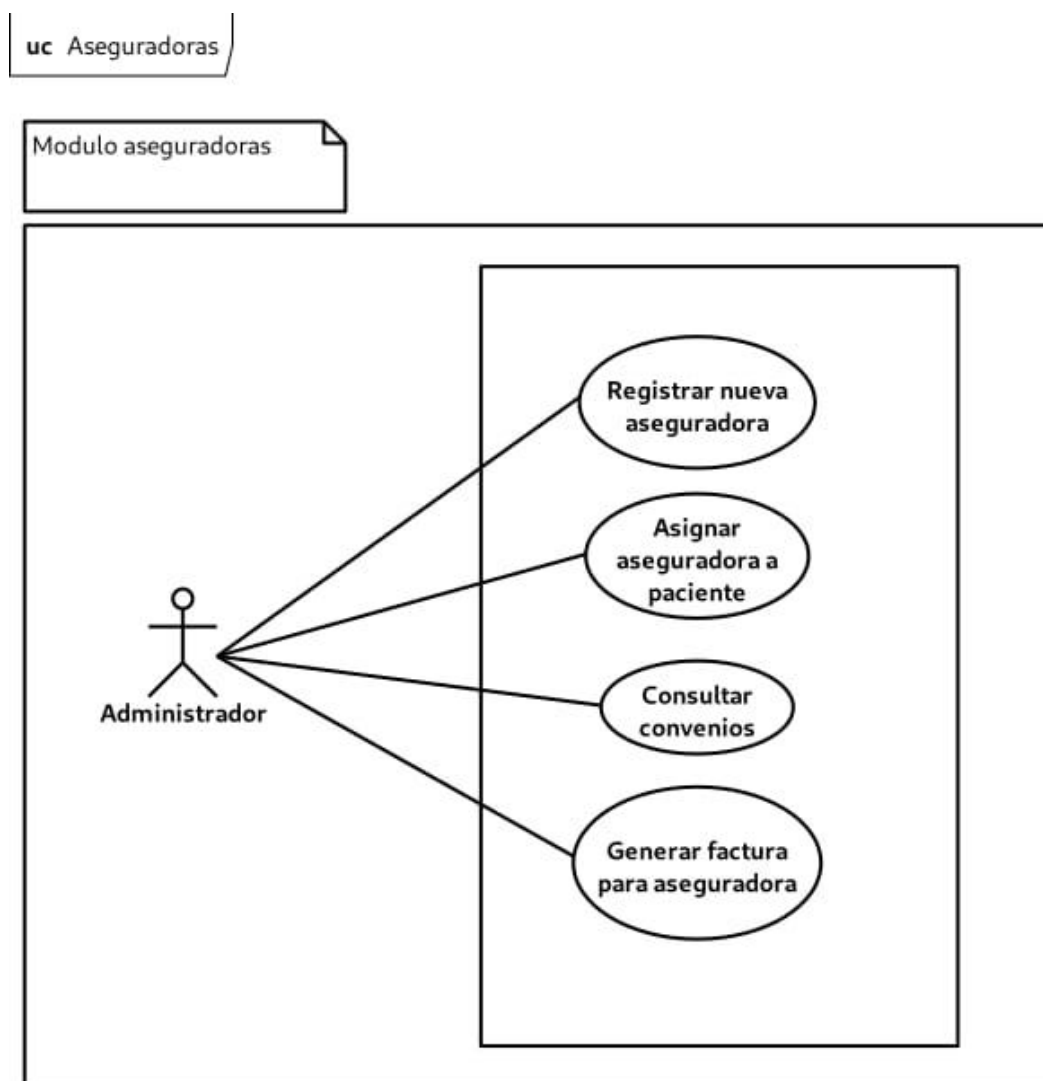 uc Aseguradoras
Modulo aseguradoras
Registrar nueva
aseguradora
Asignar
aseguradora a
paciente
Consultar
convenios
Administrador
Generar factura
para aseguradora